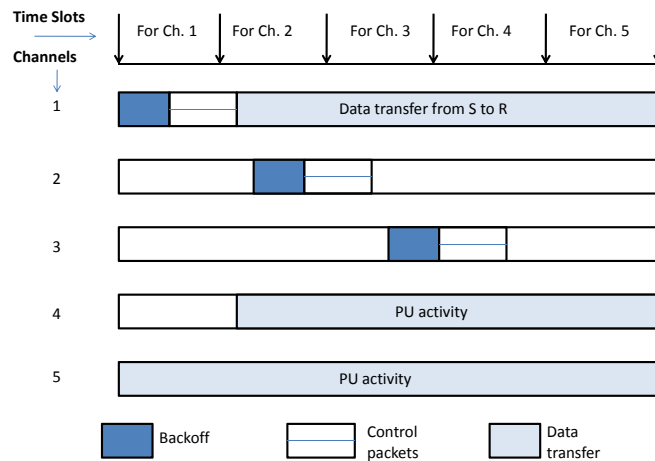 Time Slots
For Ch. 1 For Ch. 2 For Ch. 3 For Ch. 4 For Ch. 5
Channels
1 Data transfer from S to R
2
3
4 PU activity
5 PU activity
Backoff
Control
packets
Data
transfer